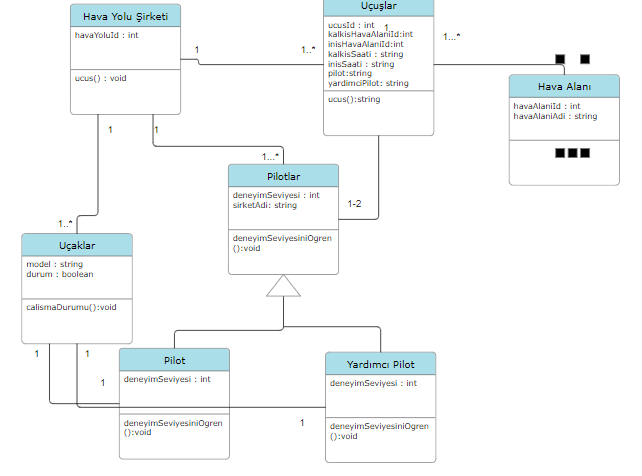 Hava Yolu Şirketi
havaYoluId : int
ucus() : void
Uçuşlar
ucusId : int
kalkisHavaAlaniId:int
inisHavaAlaniId:int
kalkisSaati : string
inisSaati : string
pilot:string
yardimciPilot: string
ucus():string
1
1
1..*
1...*
Hava Alanı
havaAlaniId : int
havaAlaniAdi : string
1
1
1...*
Pilotlar
deneyimSeviyesi : int
sirketAdi: string
deneyimSeviyesiniOgren
():void
1-2
1..*
Uçaklar
model : string
durum : boolean
calismaDurumu():void
1
1
1
Pilot
deneyimSeviyesi : int
deneyimSeviyesiniOgren
():void
1
Yardımcı Pilot
deneyimSeviyesi : int
deneyimSeviyesiniOgren
():void